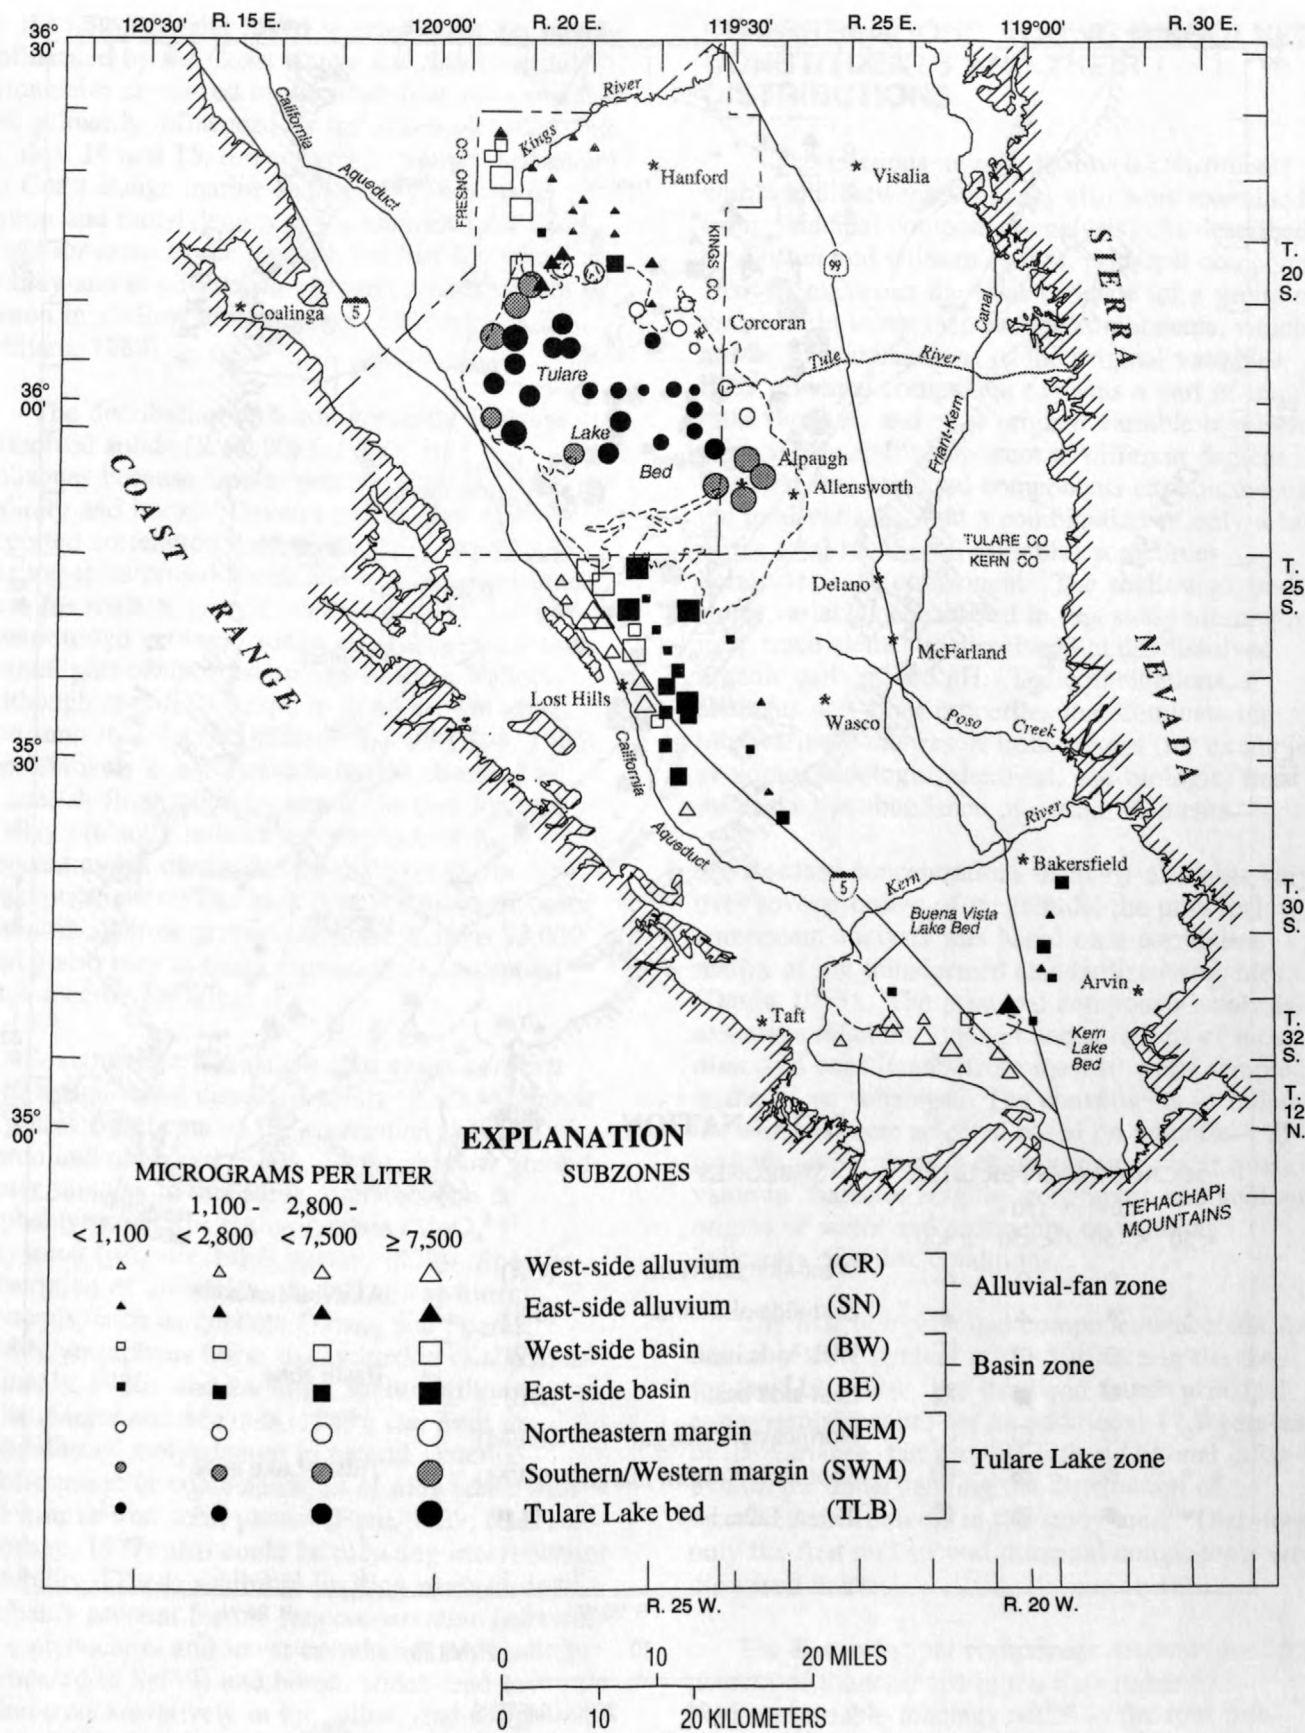 120°30' R. 15 E. 120°00' R. 20 E. 119°30' R. 25 E. 119°00' R. 30 E.
36°
30'
California
Aqueduct
FRESNO CO
Kings
River
Hanford
Visalia
KINGS CO
99
SIERRA
T.
20
S.
Coalinga
5
Corcoran
Canal
Tulare
Tule
River
36°
00'
Lake
Bed
Alpaugh
Allensworth
Friant-Kern
COAST
RANGE
TULARE CO
KERN CO
T.
25
S.
Delano
McFarland
NEVADA
Lost Hills
Wasco
Poso
Creek
35°
30'
California
Aqueduct
River
Bakersfield
5
Kern
Buena Vista
Lake Bed
T.
30
S.
Arvin
Taft
Kern
Lake
Bed
T.
32
S.
35°
00'
T.
12
N.
TEHACHAPI
MOUNTAINS
EXPLANATION
MICROGRAMS PER LITER
SUBZONES
1,100 - 2,800 -
< 1,100 < 2,800 < 7,500 ≥ 7,500
West-side alluvium (CR)
East-side alluvium (SN)
Alluvial-fan zone
West-side basin (BW)
East-side basin (BE)
Basin zone
Northeastern margin (NEM)
Southern/Western margin (SWM)
Tulare Lake bed (TLB)
Tulare Lake zone
R. 25 W. R. 20 W.
0 10 20 MILES
0 10 20 KILOMETERS